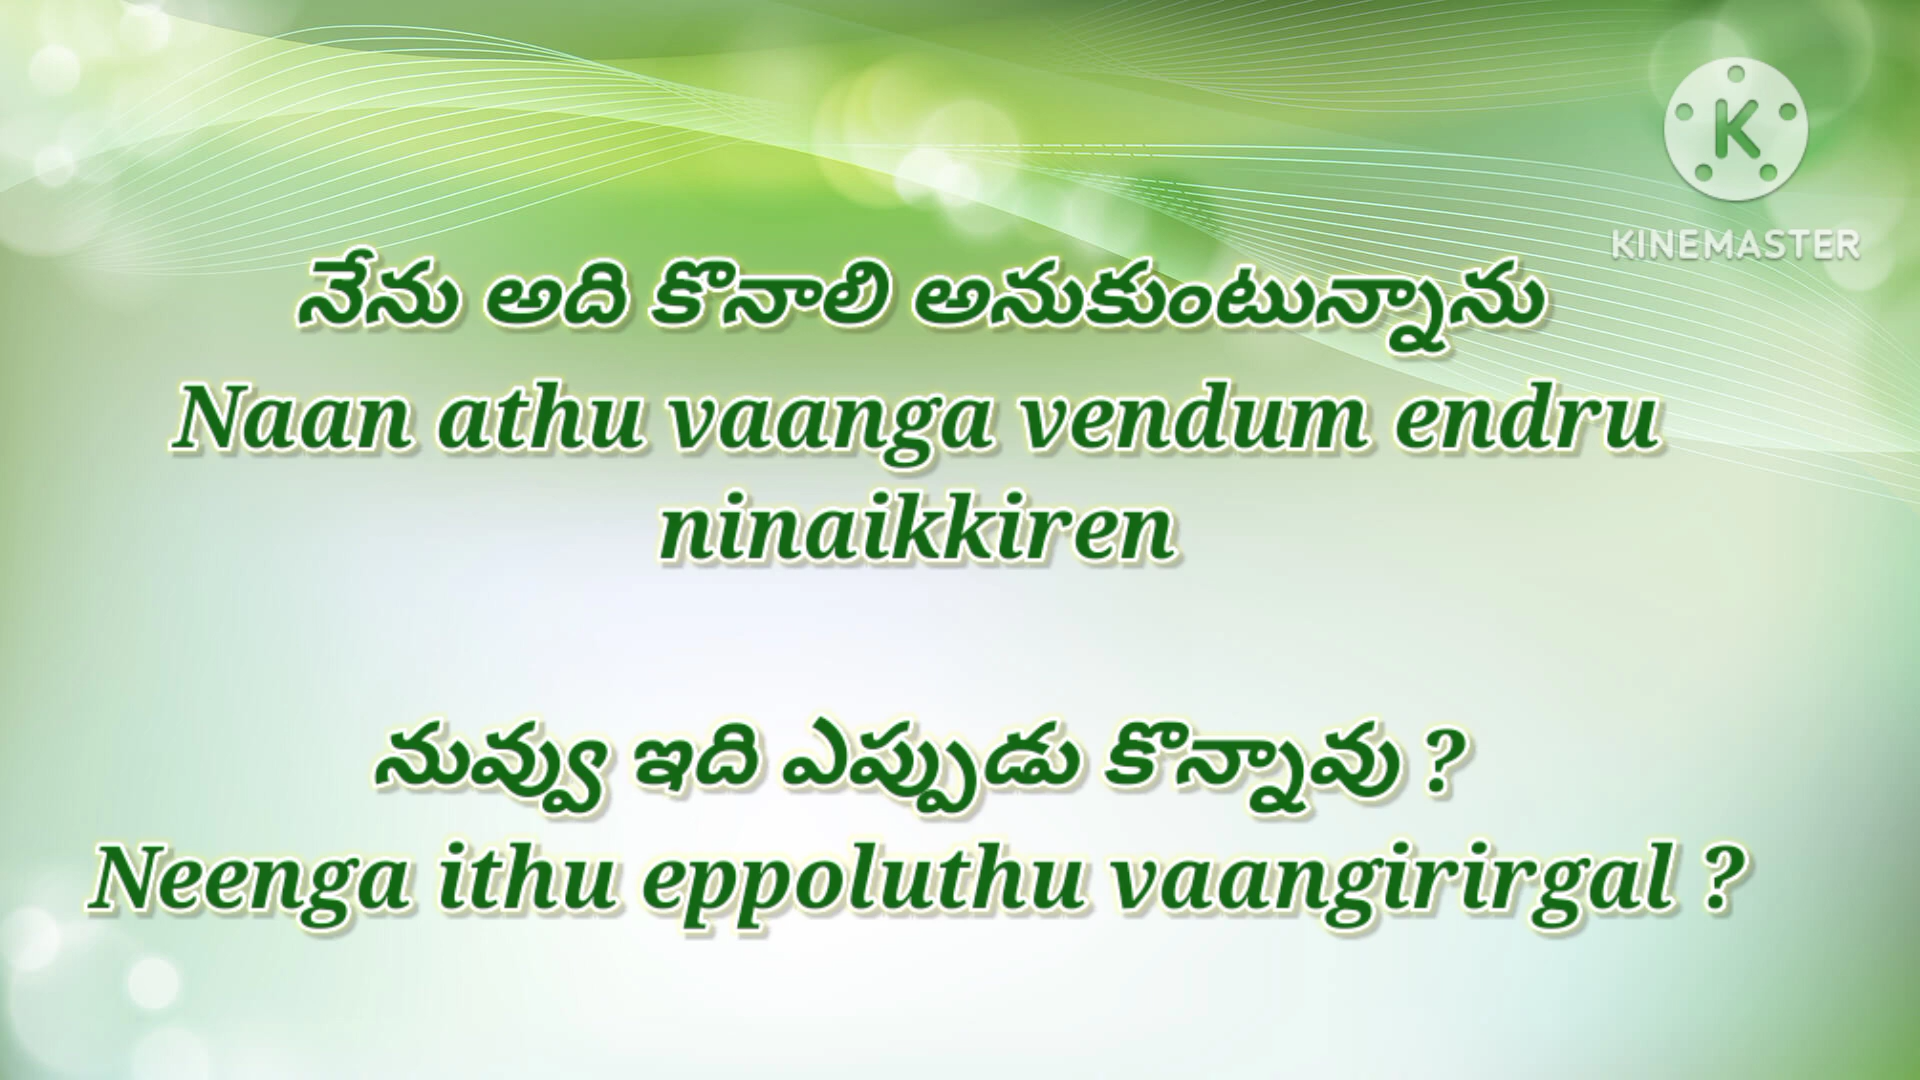 KINEMASTER
నేను అది కొనాలి అనుకుంటున్నాను
Naan athu vaanga vendum endru
ninaikkiren
నువ్వు ఇది ఎప్పుడు కొన్నావు ?
Neenga ithu eppoluthu vaangirirgal ?